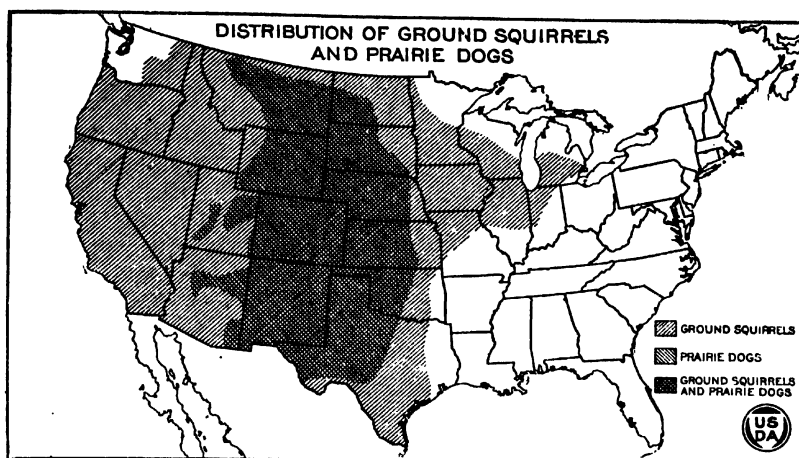 DISTRIBUTION OF GROUND SQUIRRELS
AND PRAIRIE DOGS
GROUND SQUIRRELS
PRAIRIE DOGS
GROUND SQUIRRELS
AND PRAIRIE DOGS
US
DA